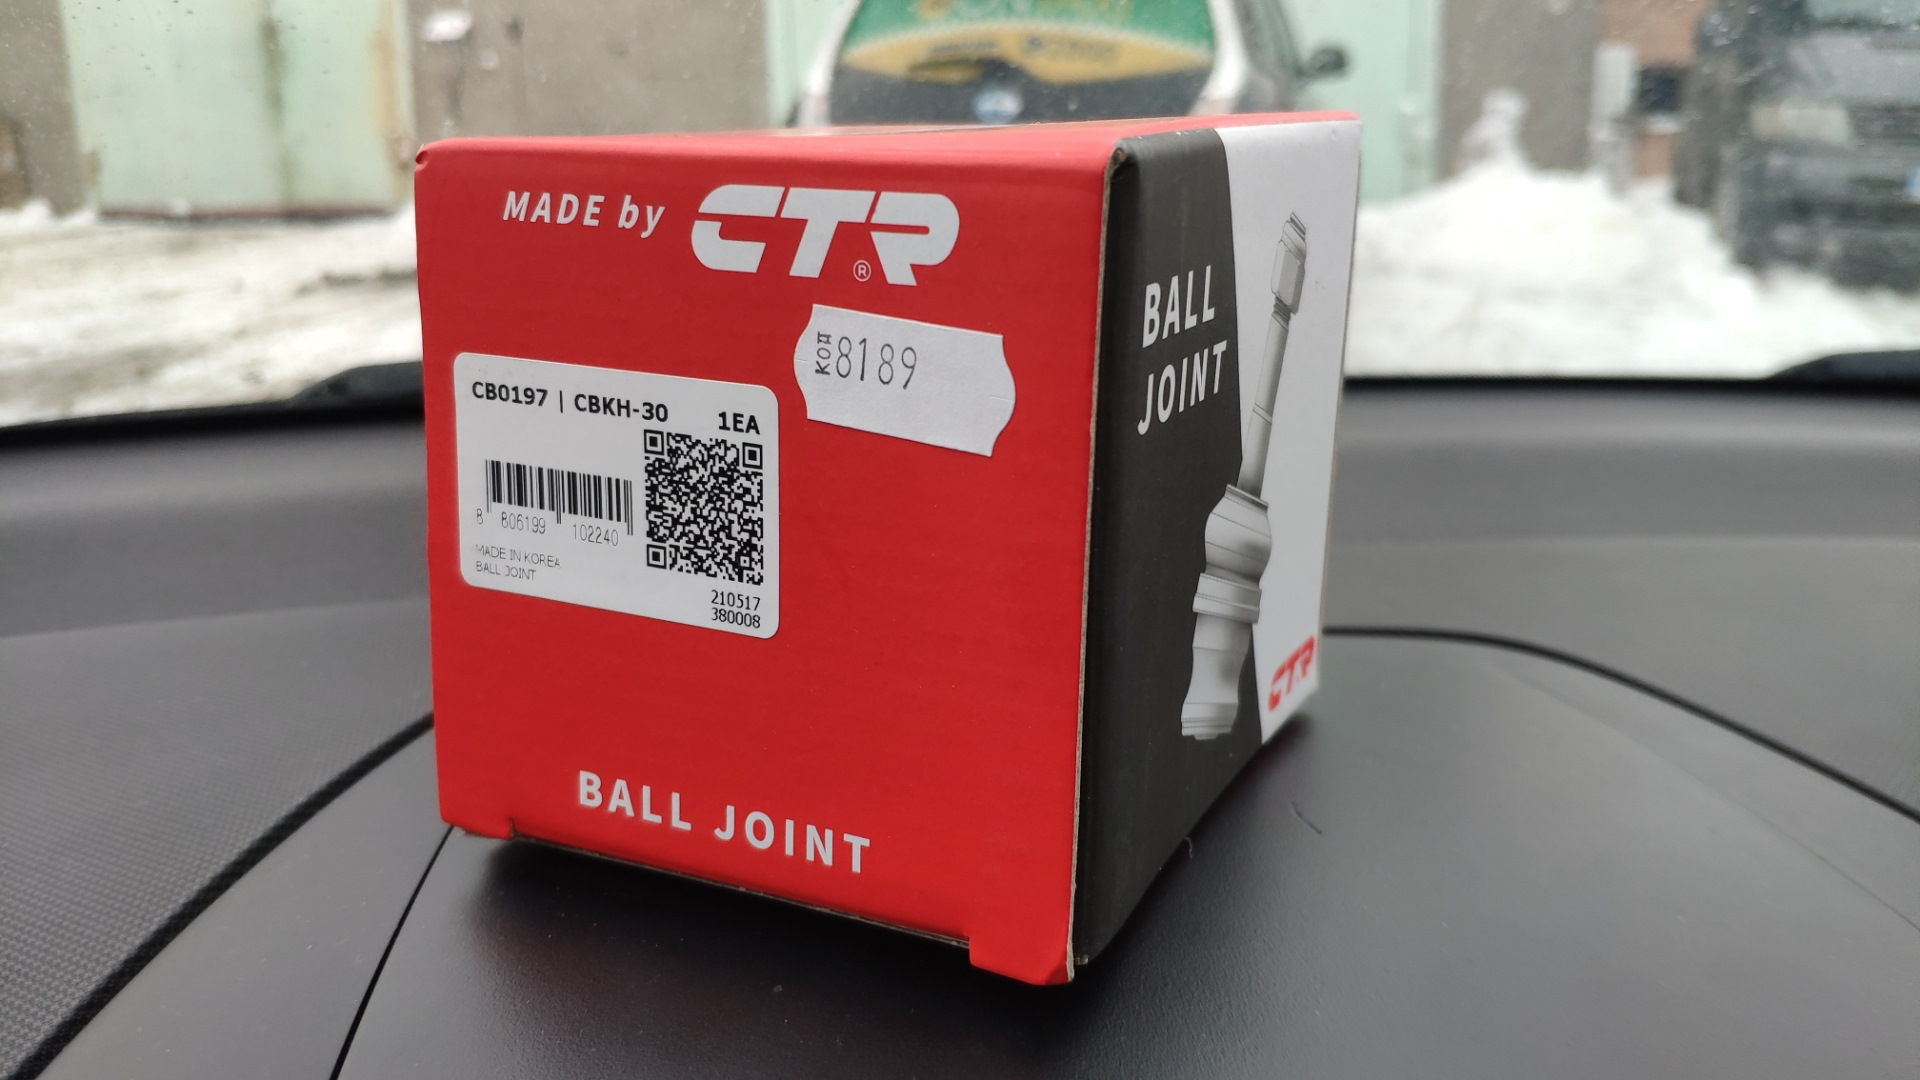 MADE by CTR®
код 8189
CB0197 | CBKH-30
1EA
8 806199 102240
MADE IN KOREA
BALL JOINT
210517
380008
BALL JOINT
BALL
JOINT
CTR